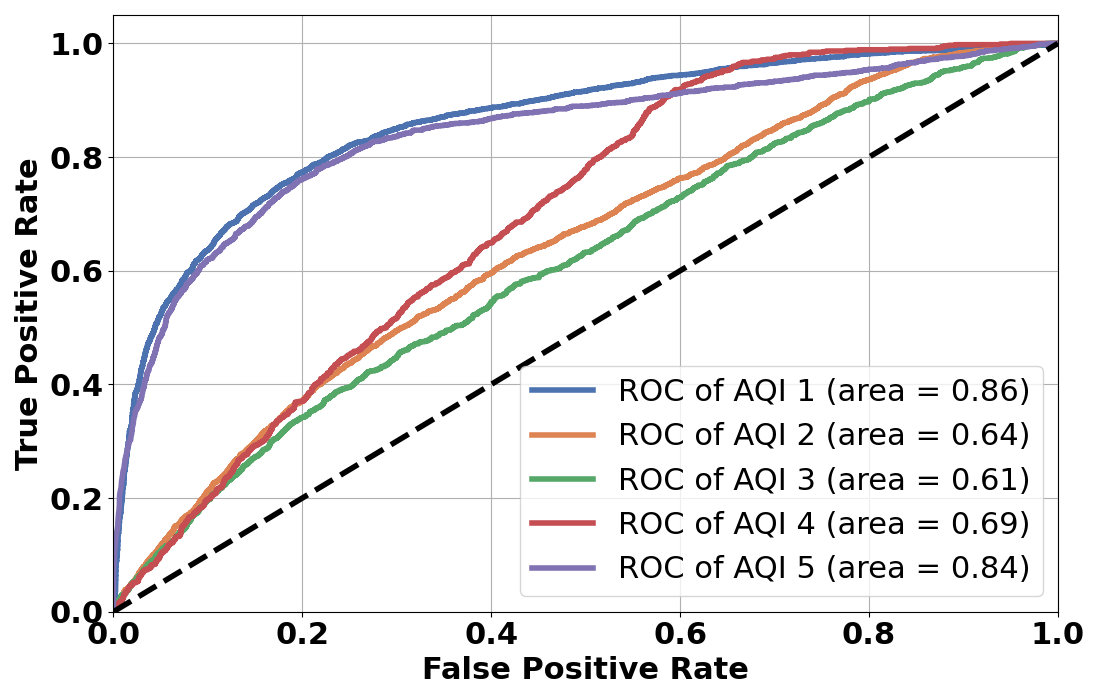 True Positive Rate
1.0
0.8
0.6
0.4
0.2
0.0
ROC of AQI 1 (area = 0.86)
ROC of AQI 2 (area = 0.64)
ROC of AQI 3 (area = 0.61)
ROC of AQI 4 (area = 0.69)
ROC of AQI 5 (area = 0.84)
0.0 0.2 0.4 0.6 0.8 1.0
False Positive Rate